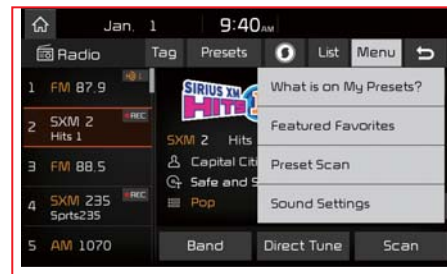 Jan. 1 9:40 AM
Radio Tag Presets List Menu
1 FM 87.9
SIRIUS XM
HITS
What is on My Presets?
2 SXM 2 REC
Hits 1
Featured Favorites
SXM 2 Hits
3 FM 88.5
Capital Citi
Preset Scan
Safe and S
4 SXM 235 REC
Sprts235
Pop
Sound Settings
5 AM 1070
Band Direct Tune Scan